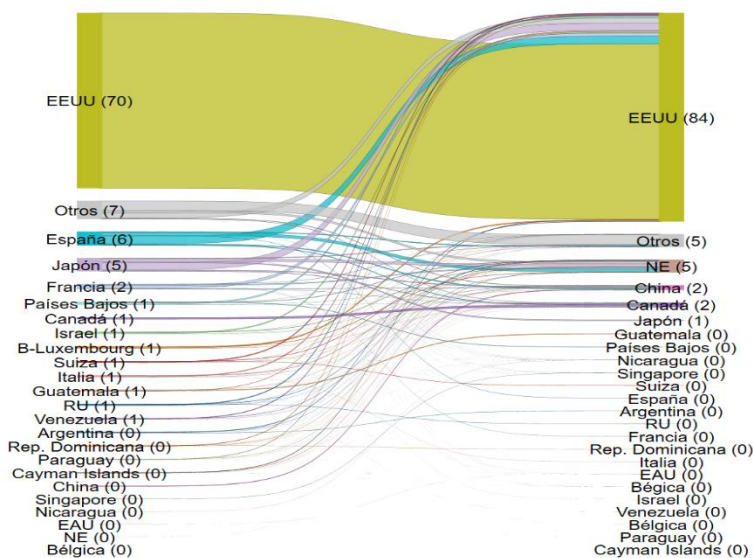 EEUU (70)
Otros (7)
España (6)
Japón (5)
Francia (2)
Países Bajos (1)
Canadá (1)
Israel (1)
B-Luxembourg (1)
Suiza (1)
Italia (1)
Guatemala (1)
RU (1)
Venezuela (1)
Argentina (0)
Rep. Dominicana (0)
Paraguay (0)
Cayman Islands (0)
China (0)
Singapore (0)
Nicaragua (0)
EAU (0)
NE (0)
Bélgica (0)
EEUU (84)
Otros (5)
NE (5)
China (2)
Canadá (2)
Japón (1)
Guatemala (0)
Países Bajos (0)
Nicaragua (0)
Singapore (0)
Suiza (0)
España (0)
Argentina (0)
RU (0)
Francia (0)
Rep. Dominicana (0)
Italia (0)
EAU (0)
Bégica (0)
Israel (0)
Venezuela (0)
Bélgica (0)
Paraguay (0)
Cayman Islands (0)